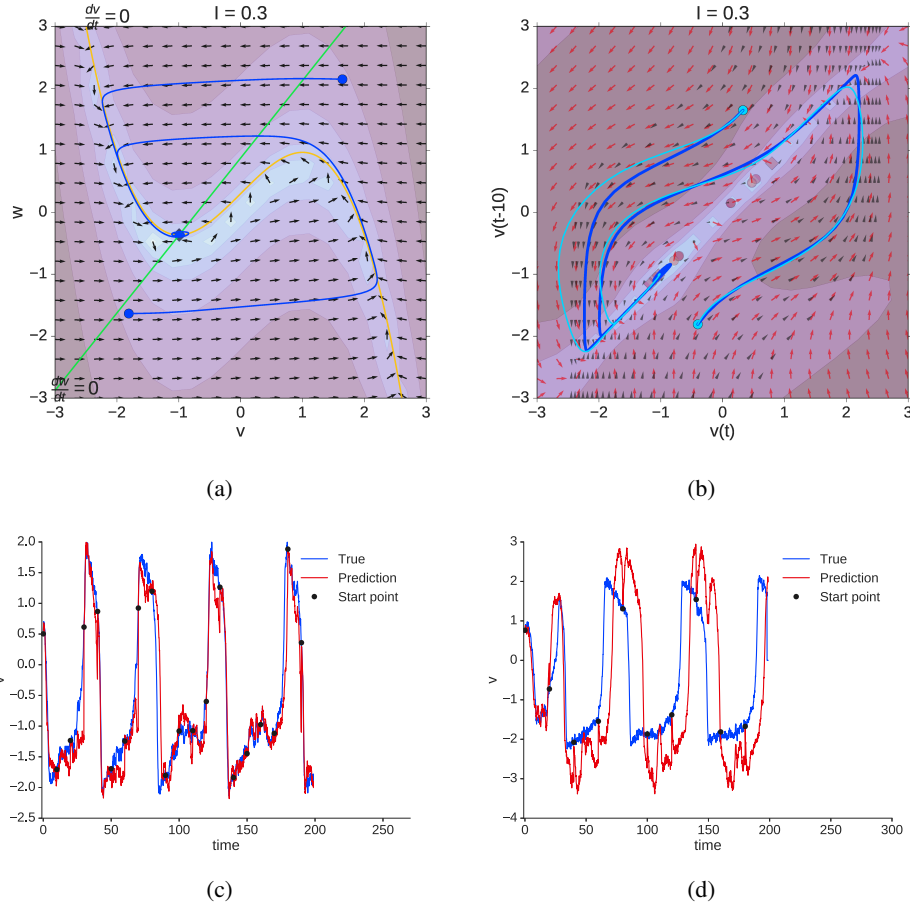 dv/dt = 0
I = 0.3
3
2
1
0
−1
−2
−3
w
dw/dt = 0
−3 −2 −1 0 1 2 3
v
I = 0.3
3
2
1
0
−1
−2
−3
v(t-10)
−3 −2 −1 0 1 2 3
v(t)
(a)
(b)
2.0
1.5
1.0
0.5
0.0
−0.5
−1.0
−1.5
−2.0
−2.5
v
True
Prediction
Start point
0 50 100 150 200 250
time
3
2
1
0
−1
−2
−3
−4
v
True
Prediction
Start point
0 50 100 150 200 250 300
time
(c)
(d)